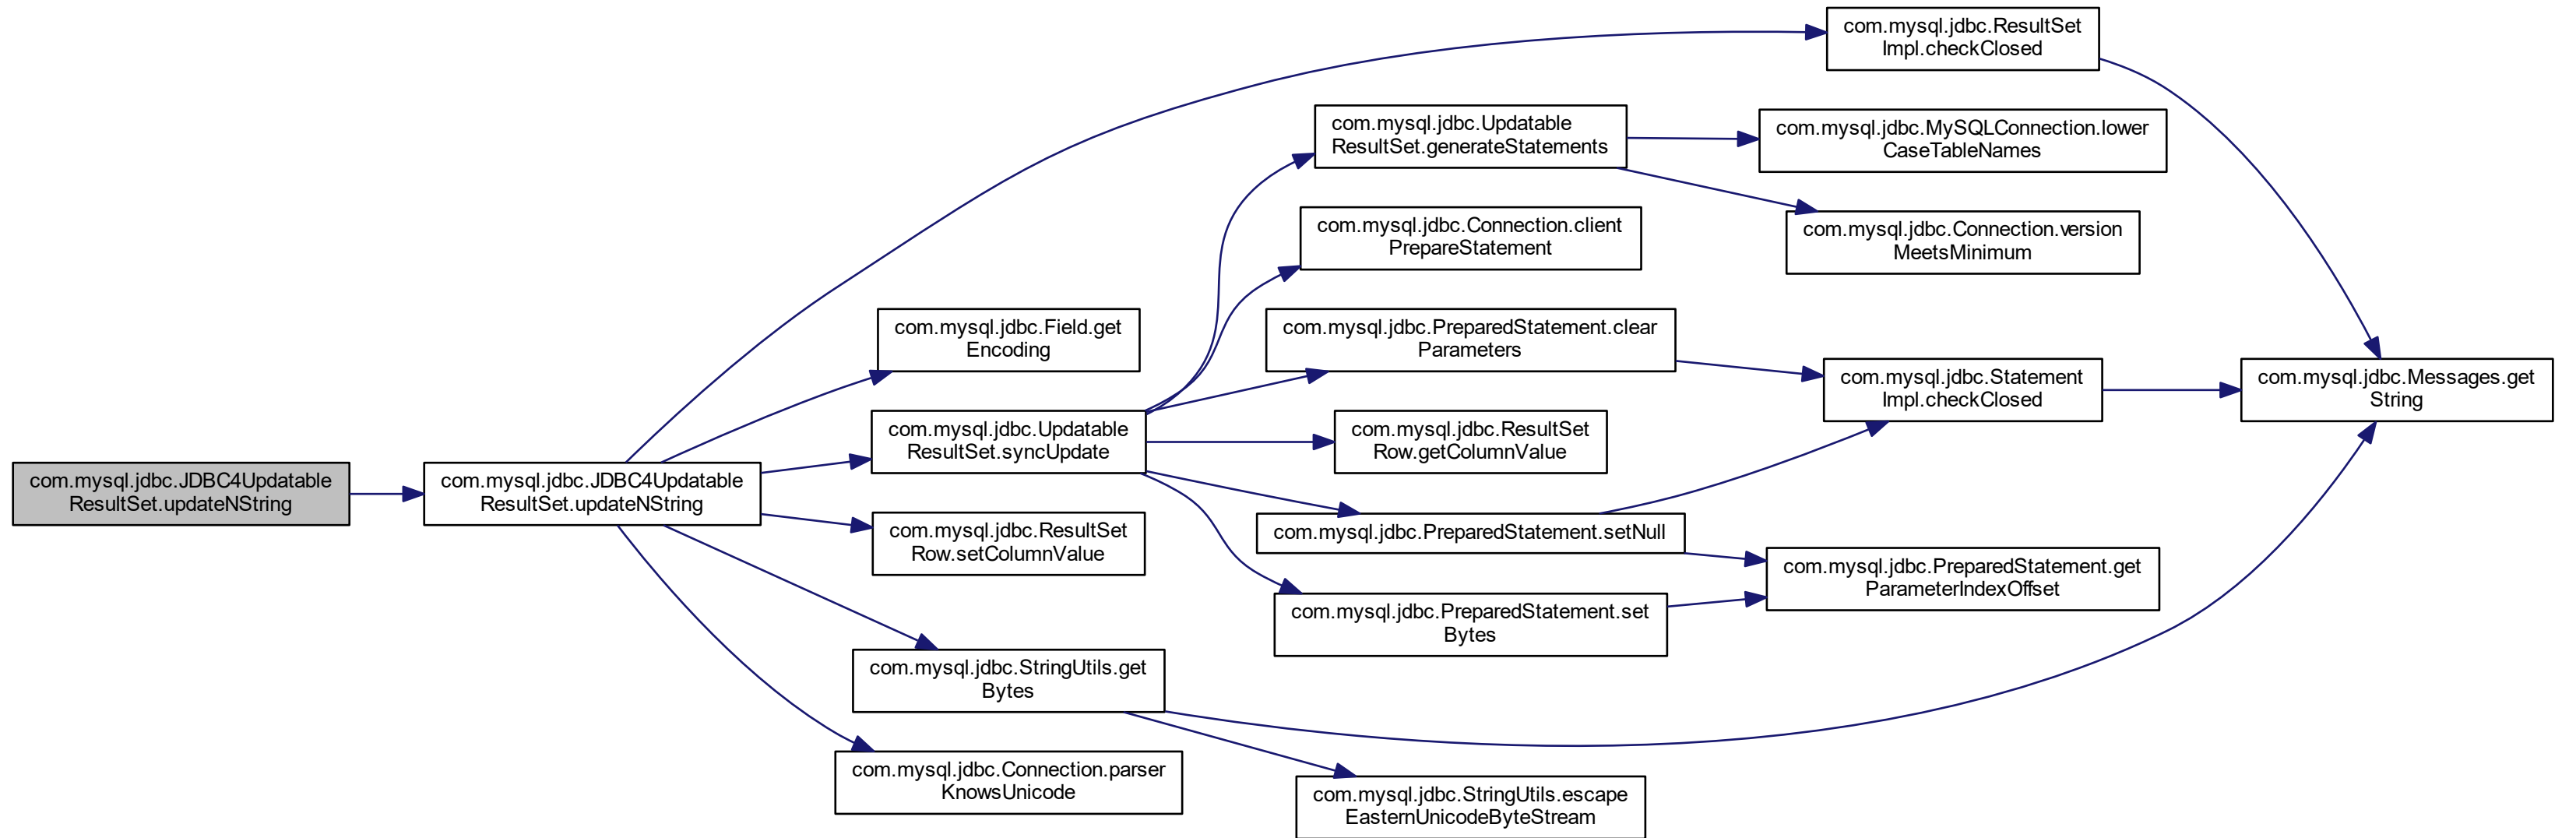 com.mysql.jdbc.JDBC4Updatable
ResultSet.updateNString
com.mysql.jdbc.JDBC4Updatable
ResultSet.updateNString
com.mysql.jdbc.ResultSet
Impl.checkClosed
com.mysql.jdbc.Field.get
Encoding
com.mysql.jdbc.Updatable
ResultSet.syncUpdate
com.mysql.jdbc.ResultSet
Row.setColumnValue
com.mysql.jdbc.StringUtils.get
Bytes
com.mysql.jdbc.Connection.parser
KnowsUnicode
com.mysql.jdbc.Updatable
ResultSet.generateStatements
com.mysql.jdbc.Connection.client
PrepareStatement
com.mysql.jdbc.PreparedStatement.clear
Parameters
com.mysql.jdbc.ResultSet
Row.getColumnValue
com.mysql.jdbc.PreparedStatement.setNull
com.mysql.jdbc.PreparedStatement.set
Bytes
com.mysql.jdbc.StringUtils.escape
EasternUnicodeByteStream
com.mysql.jdbc.MySQLConnection.lower
CaseTableNames
com.mysql.jdbc.Connection.version
MeetsMinimum
com.mysql.jdbc.Statement
Impl.checkClosed
com.mysql.jdbc.PreparedStatement.get
ParameterIndexOffset
com.mysql.jdbc.Messages.get
String